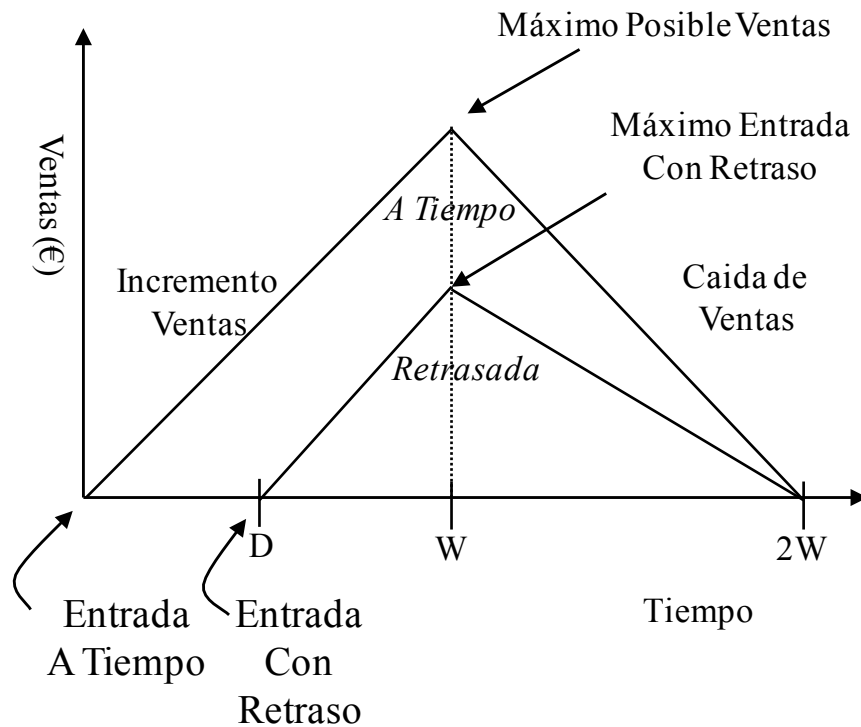 Máximo Posible Ventas
Máximo Entrada
Con Retraso
Ventas (€)
A Tiempo
Incremento
Ventas
Caida de
Ventas
Retrasada
D
W
2W
Entrada
A Tiempo
Entrada
Con
Retraso
Tiempo